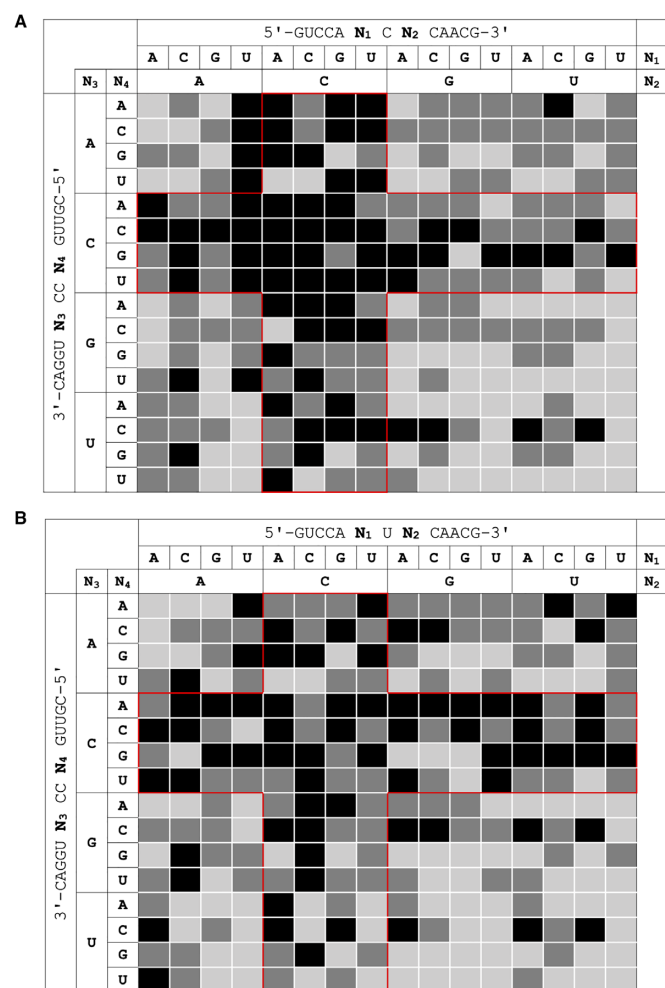 A
5'-GUCCA N₁ C N₂ CAACG-3'
A C G U A C G U A C G U A C G U N₁
N₃ N₄ A C G U N₂
3'-CAGGU N₃ CC N₄ GUUGC-5'
A
A
C
G
U
C
A
C
G
U
G
A
C
G
U
U
A
C
G
U
B
5'-GUCCA N₁ U N₂ CAACG-3'
A C G U A C G U A C G U A C G U N₁
N₃ N₄ A C G U N₂
3'-CAGGU N₃ CC N₄ GUUGC-5'
A
A
C
G
U
C
A
C
G
U
G
A
C
G
U
U
A
C
G
U